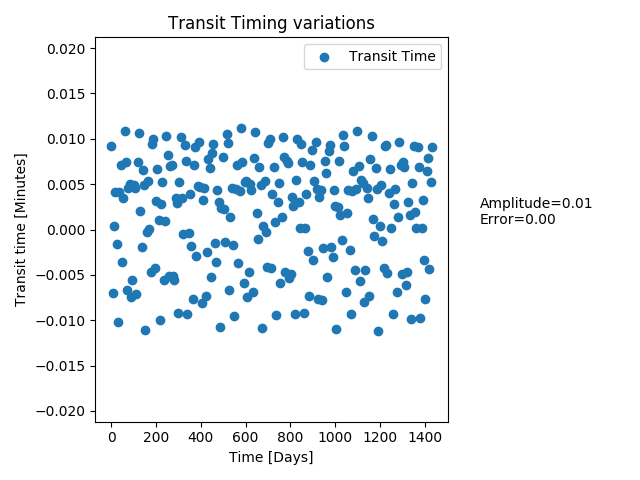 Transit Timing variations
Transit Time
0.020
0.015
0.010
0.005
0.000
−0.005
−0.010
−0.015
−0.020
Transit time [Minutes]
Amplitude=0.01
Error=0.00
0 200 400 600 800 1000 1200 1400
Time [Days]